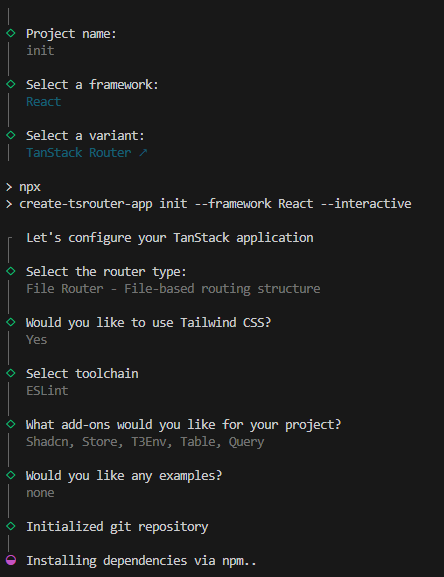 Project name:
init
Select a framework:
React
Select a variant:
TanStack Router ↗
> npx
> create-tsrouter-app init --framework React --interactive
Let's configure your TanStack application
Select the router type:
File Router - File-based routing structure
Would you like to use Tailwind CSS?
Yes
Select toolchain
ESLint
What add-ons would you like for your project?
Shadcn, Store, T3Env, Table, Query
Would you like any examples?
none
Initialized git repository
Installing dependencies via npm..